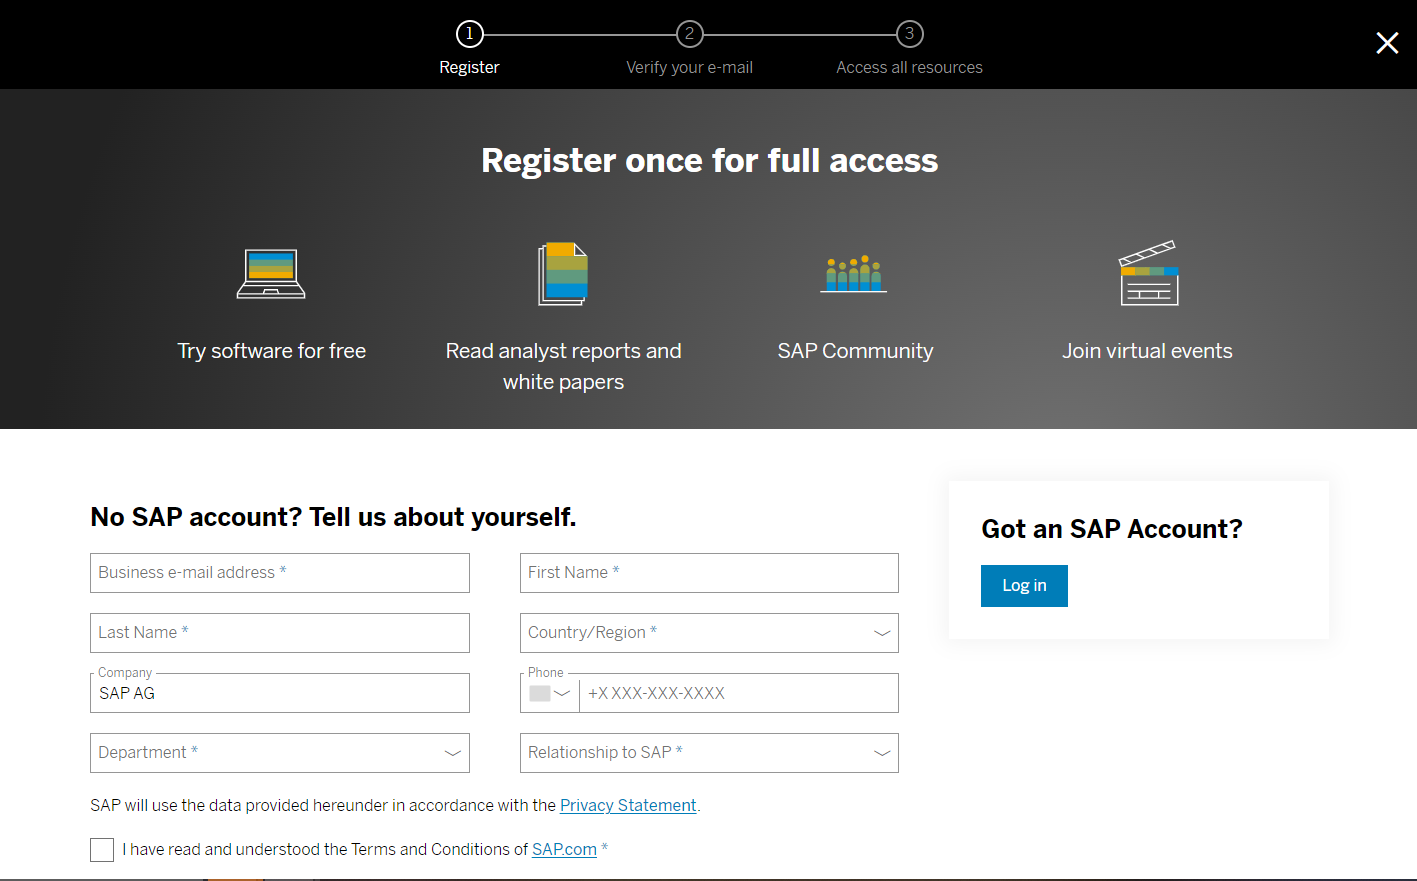 1
2
3
Register
Verify your e-mail
Access all resources
Register once for full access
Try software for free
Read analyst reports and
white papers
SAP Community
Join virtual events
No SAP account? Tell us about yourself.
Business e-mail address *
First Name *
Last Name *
Country/Region *
Company
SAP AG
Phone
+X XXX-XXX-XXXX
Department *
Relationship to SAP *
SAP will use the data provided hereunder in accordance with the Privacy Statement.
I have read and understood the Terms and Conditions of SAP.com *
Got an SAP Account?
Log in